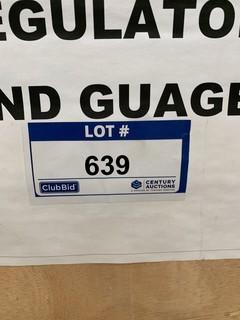 EGULATO
ND GUAGE
LOT #
639
ClubBid
CENTURY
AUCTIONS